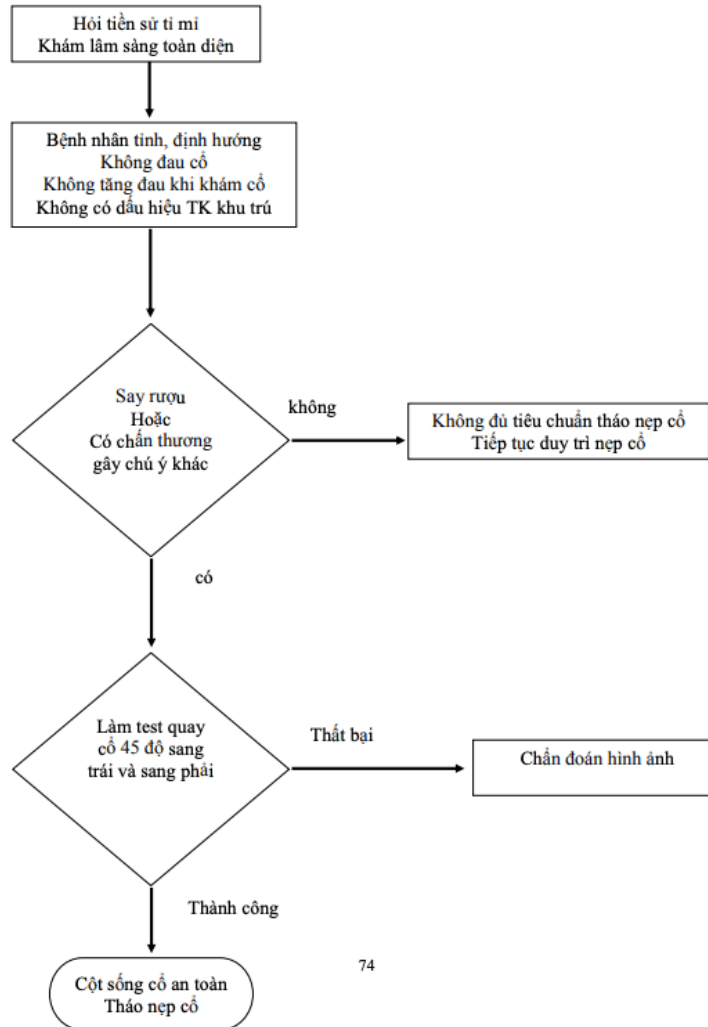 Hỏi tiền sử tỉ mỉ
Khám lâm sàng toàn diện
Bệnh nhân tỉnh, định hướng
Không đau cổ
Không tăng đau khi khám cổ
Không có dấu hiệu TK khu trú
Say rượu
Hoặc
Có chấn thương
gây chú ý khác
không
Không đủ tiêu chuẩn tháo nẹp cổ
Tiếp tục duy trì nẹp cổ
có
Làm test quay
cổ 45 độ sang
trái và sang phải
Thất bại
Chẩn đoán hình ảnh
Thành công
74
Cột sống cổ an toàn
Tháo nẹp cổ